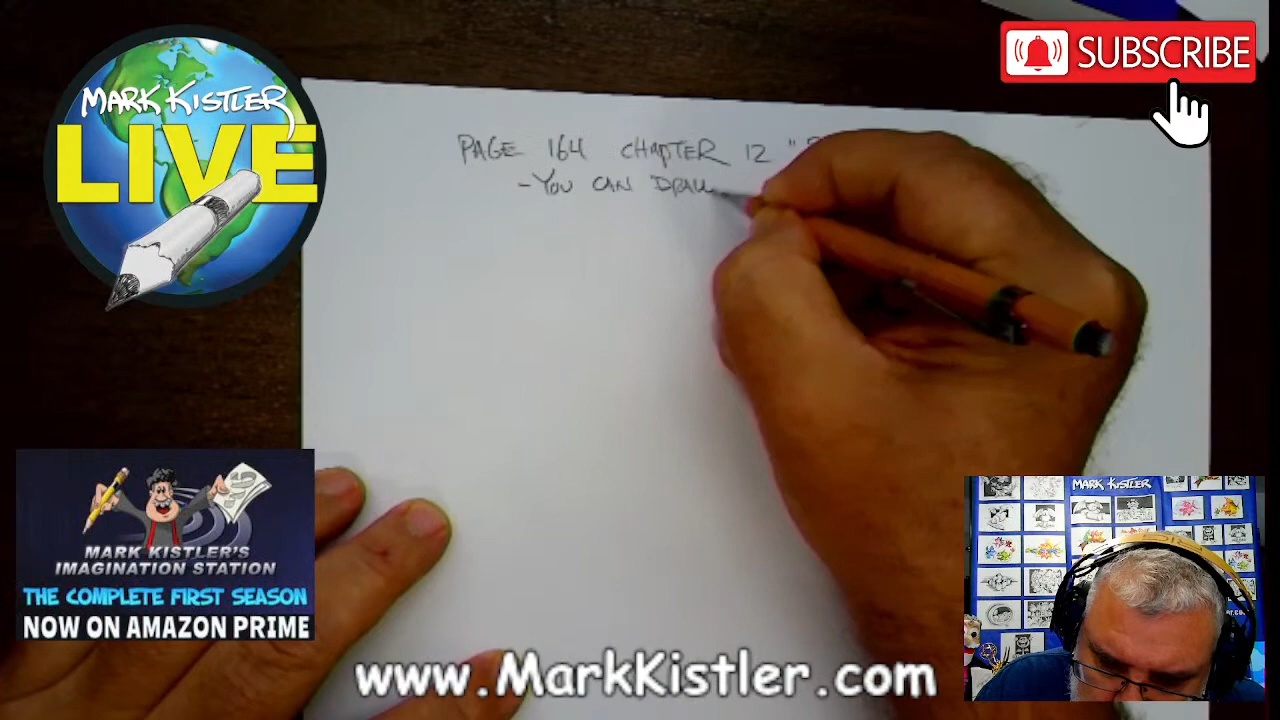 MARK KISTLER
LIVE
SUBSCRIBE
PAGE 164 CHAPTER 12 "
- YOU CAN DRAW
MARK KISTLER'S
IMAGINATION STATION
THE COMPLETE FIRST SEASON
NOW ON AMAZON PRIME
MARK KISTLER
www.MarkKistler.com